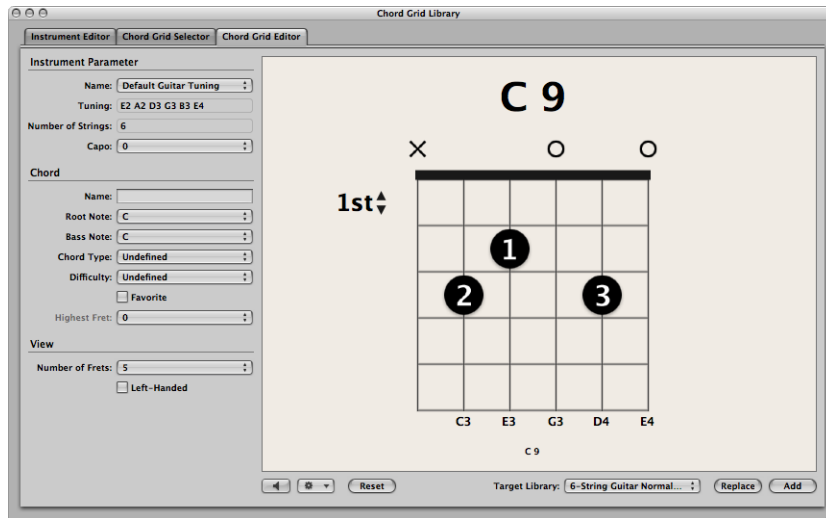 Chord Grid Library
Instrument Editor Chord Grid Selector Chord Grid Editor
Instrument Parameter
Name: Default Guitar Tuning
Tuning: E2 A2 D3 G3 B3 E4
Number of Strings: 6
Capo: 0
Chord
Name:
Root Note: C
Bass Note: C
Chord Type: Undefined
Difficulty: Undefined
Favorite
Highest Fret: 0
View
Number of Frets: 5
Left-Handed
C 9
X O O
1st
1
2 3
C3 E3 G3 D4 E4
C 9
Reset Target Library: 6-String Guitar Normal... Replace Add